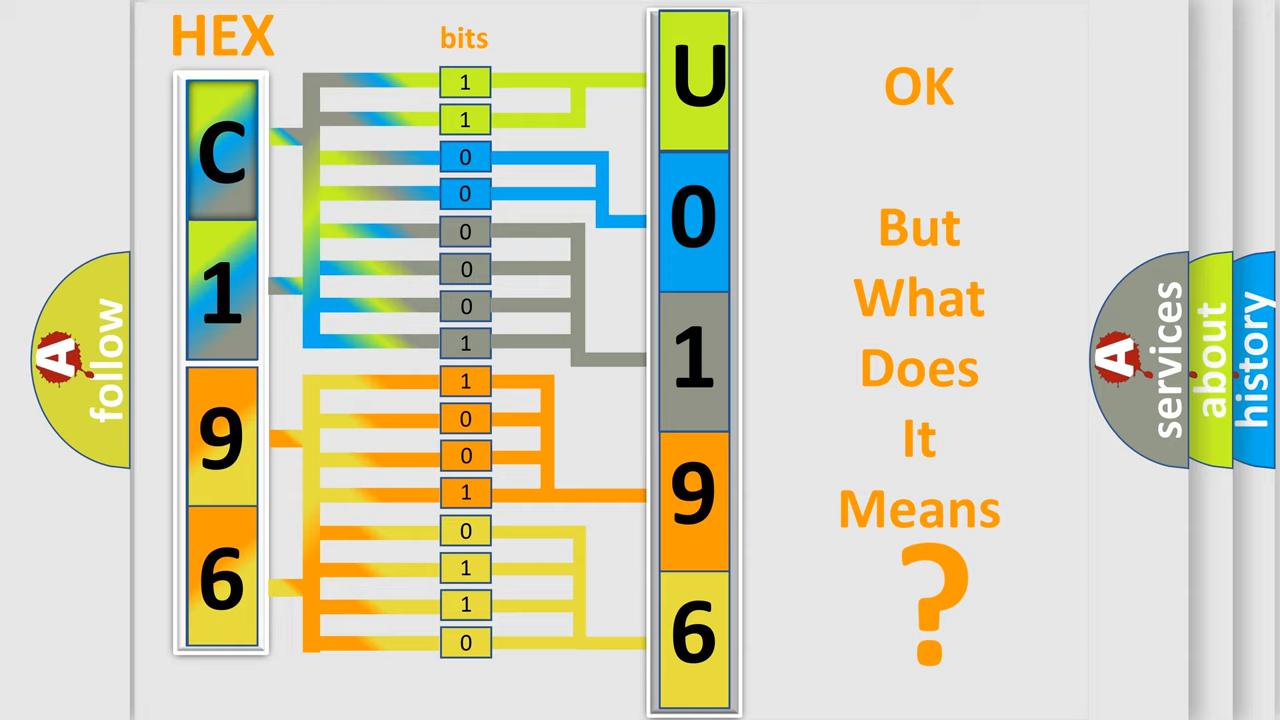 HEX
bits
C
1
9
6
1
1
0
0
0
0
0
1
1
0
0
1
0
1
1
0
U
0
1
9
6
OK
But
What
Does
It
Means
?
A
follow
A
services
about
history